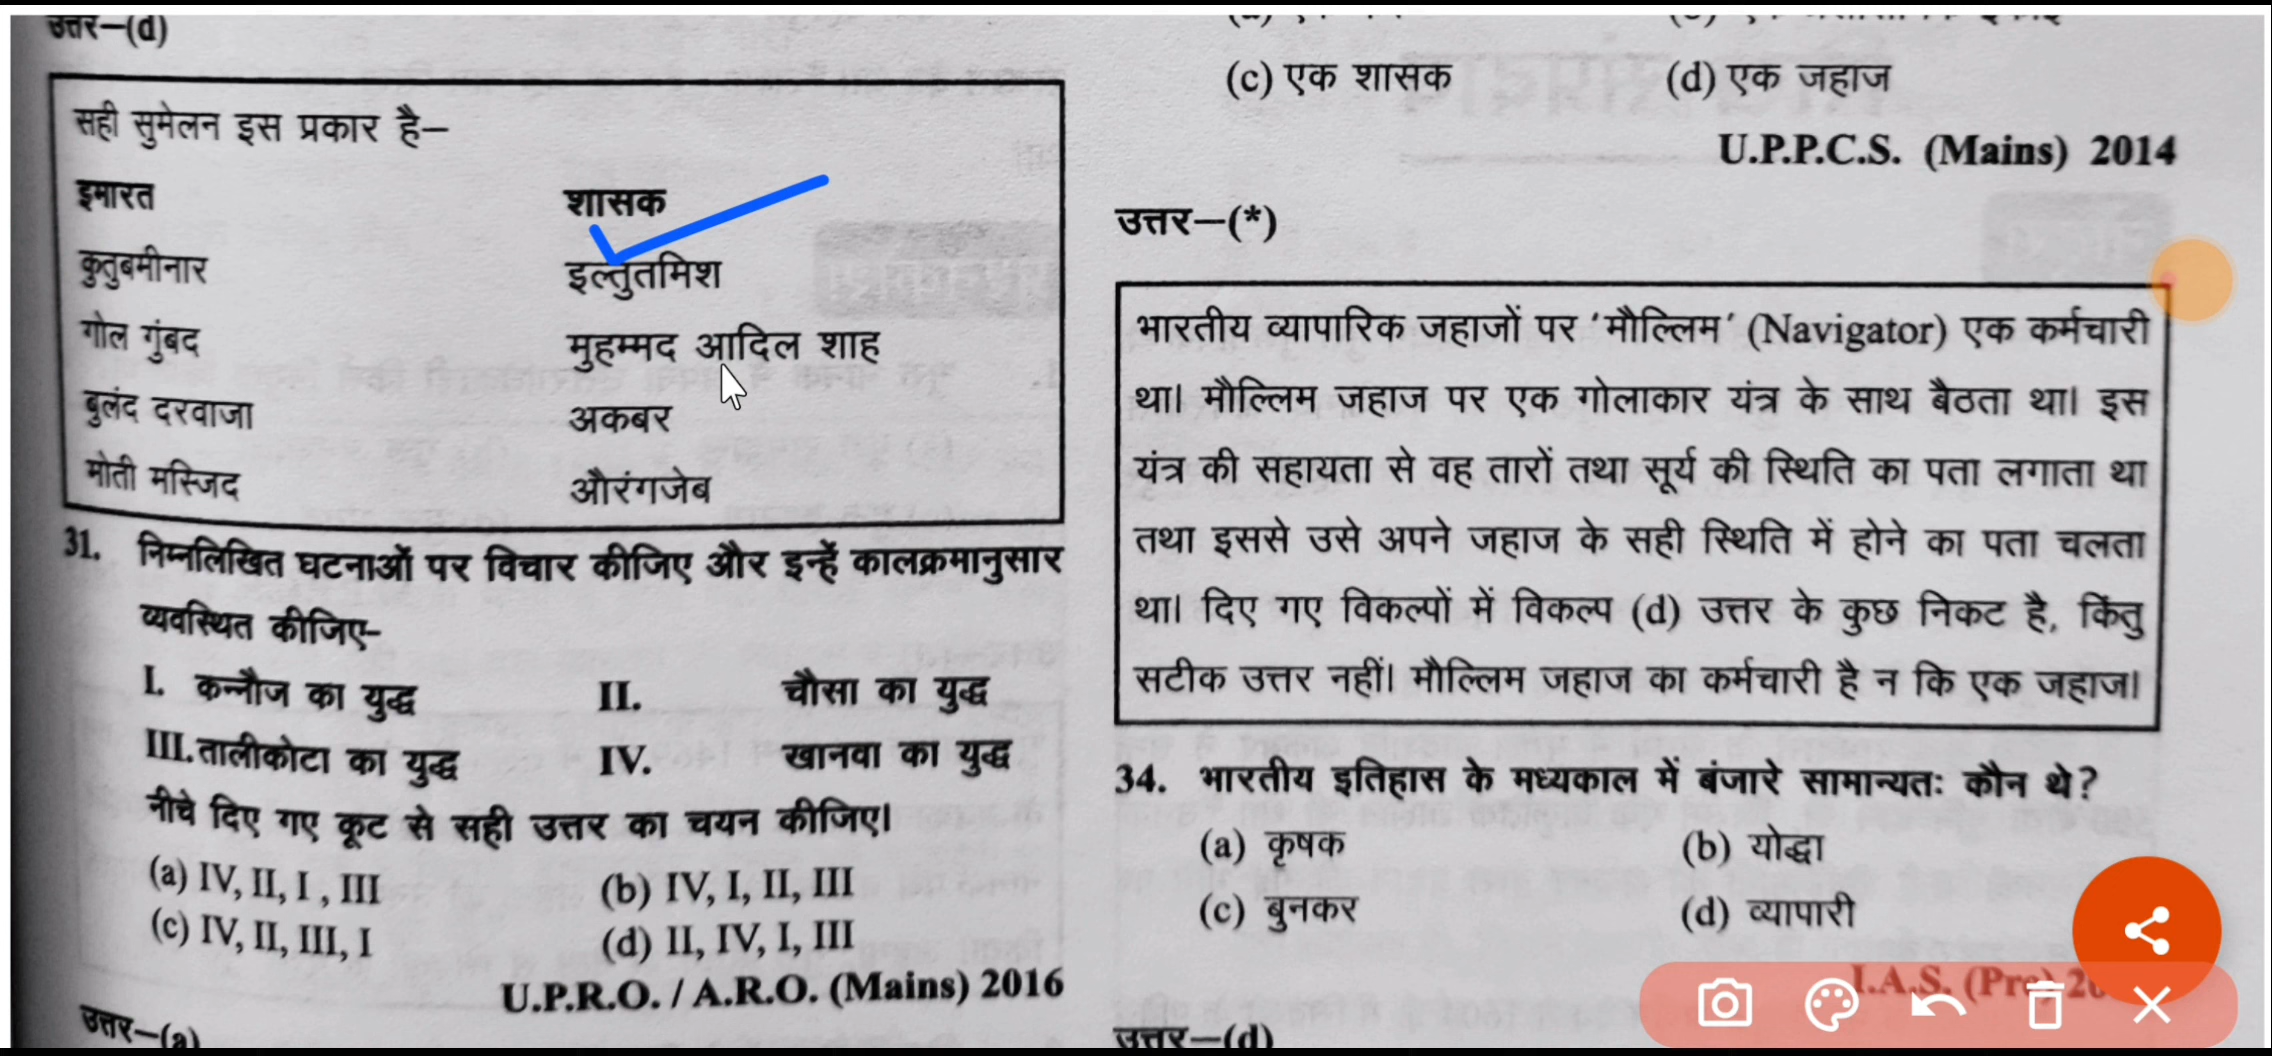 उत्तर—(d)
सही सुमेलन इस प्रकार है—
इमारत शासक
कुतुबमीनार इल्तुतमिश
गोल गुंबद मुहम्मद आदिल शाह
बुलंद दरवाजा अकबर
मोती मस्जिद औरंगजेब
31. निम्नलिखित घटनाओं पर विचार कीजिए और इन्हें कालक्रमानुसार
व्यवस्थित कीजिए-
I. कन्नौज का युद्ध II. चौसा का युद्ध
III. तालीकोटा का युद्ध IV. खानवा का युद्ध
नीचे दिए गए कूट से सही उत्तर का चयन कीजिए।
(a) IV, II, I , III (b) IV, I, II, III
(c) IV, II, III, I (d) II, IV, I, III
U.P.R.O. / A.R.O. (Mains) 2016
उत्तर—(a)
(c) एक शासक (d) एक जहाज
U.P.P.C.S. (Mains) 2014
उत्तर—(*)
भारतीय व्यापारिक जहाजों पर ‘मौल्लिम’ (Navigator) एक कर्मचारी
था। मौल्लिम जहाज पर एक गोलाकार यंत्र के साथ बैठता था। इस
यंत्र की सहायता से वह तारों तथा सूर्य की स्थिति का पता लगाता था
तथा इससे उसे अपने जहाज के सही स्थिति में होने का पता चलता
था। दिए गए विकल्पों में विकल्प (d) उत्तर के कुछ निकट है, किंतु
सटीक उत्तर नहीं। मौल्लिम जहाज का कर्मचारी है न कि एक जहाज।
34. भारतीय इतिहास के मध्यकाल में बंजारे सामान्यतः कौन थे?
(a) कृषक (b) योद्धा
(c) बुनकर (d) व्यापारी
I.A.S. (Pre)
उत्तर—(d)